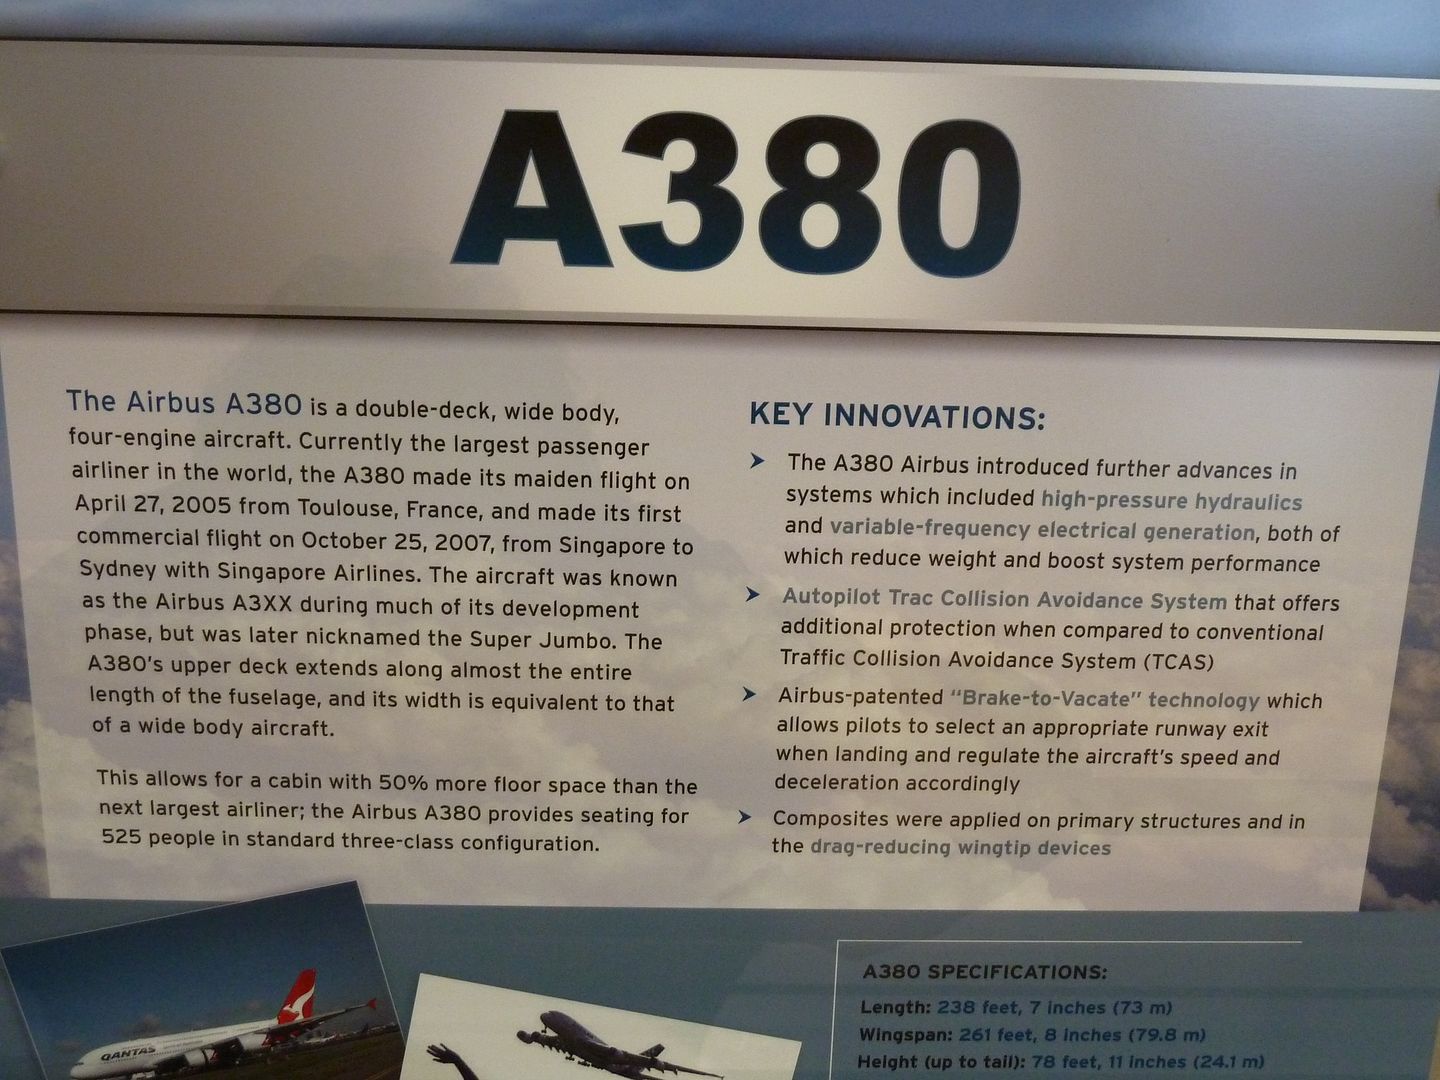 A380
The Airbus A380 is a double-deck, wide body,
four-engine aircraft. Currently the largest passenger
airliner in the world, the A380 made its maiden flight on
April 27, 2005 from Toulouse, France, and made its first
commercial flight on October 25, 2007, from Singapore to
Sydney with Singapore Airlines. The aircraft was known
as the Airbus A3XX during much of its development
phase, but was later nicknamed the Super Jumbo. The
A380's upper deck extends along almost the entire
length of the fuselage, and its width is equivalent to that
of a wide body aircraft.
This allows for a cabin with 50% more floor space than the
next largest airliner; the Airbus A380 provides seating for
525 people in standard three-class configuration.
KEY INNOVATIONS:
The A380 Airbus introduced further advances in
systems which included high-pressure hydraulics
and variable-frequency electrical generation, both of
which reduce weight and boost system performance
Autopilot Trac Collision Avoidance System that offers
additional protection when compared to conventional
Traffic Collision Avoidance System (TCAS)
Airbus-patented "Brake-to-Vacate" technology which
allows pilots to select an appropriate runway exit
when landing and regulate the aircraft's speed and
deceleration accordingly
Composites were applied on primary structures and in
the drag-reducing wingtip devices
QANTAS
A380 SPECIFICATIONS:
Length: 238 feet, 7 inches (73 m)
Wingspan: 261 feet, 8 inches (79.8 m)
Height (up to tail): 78 feet, 11 inches (24.1 m)